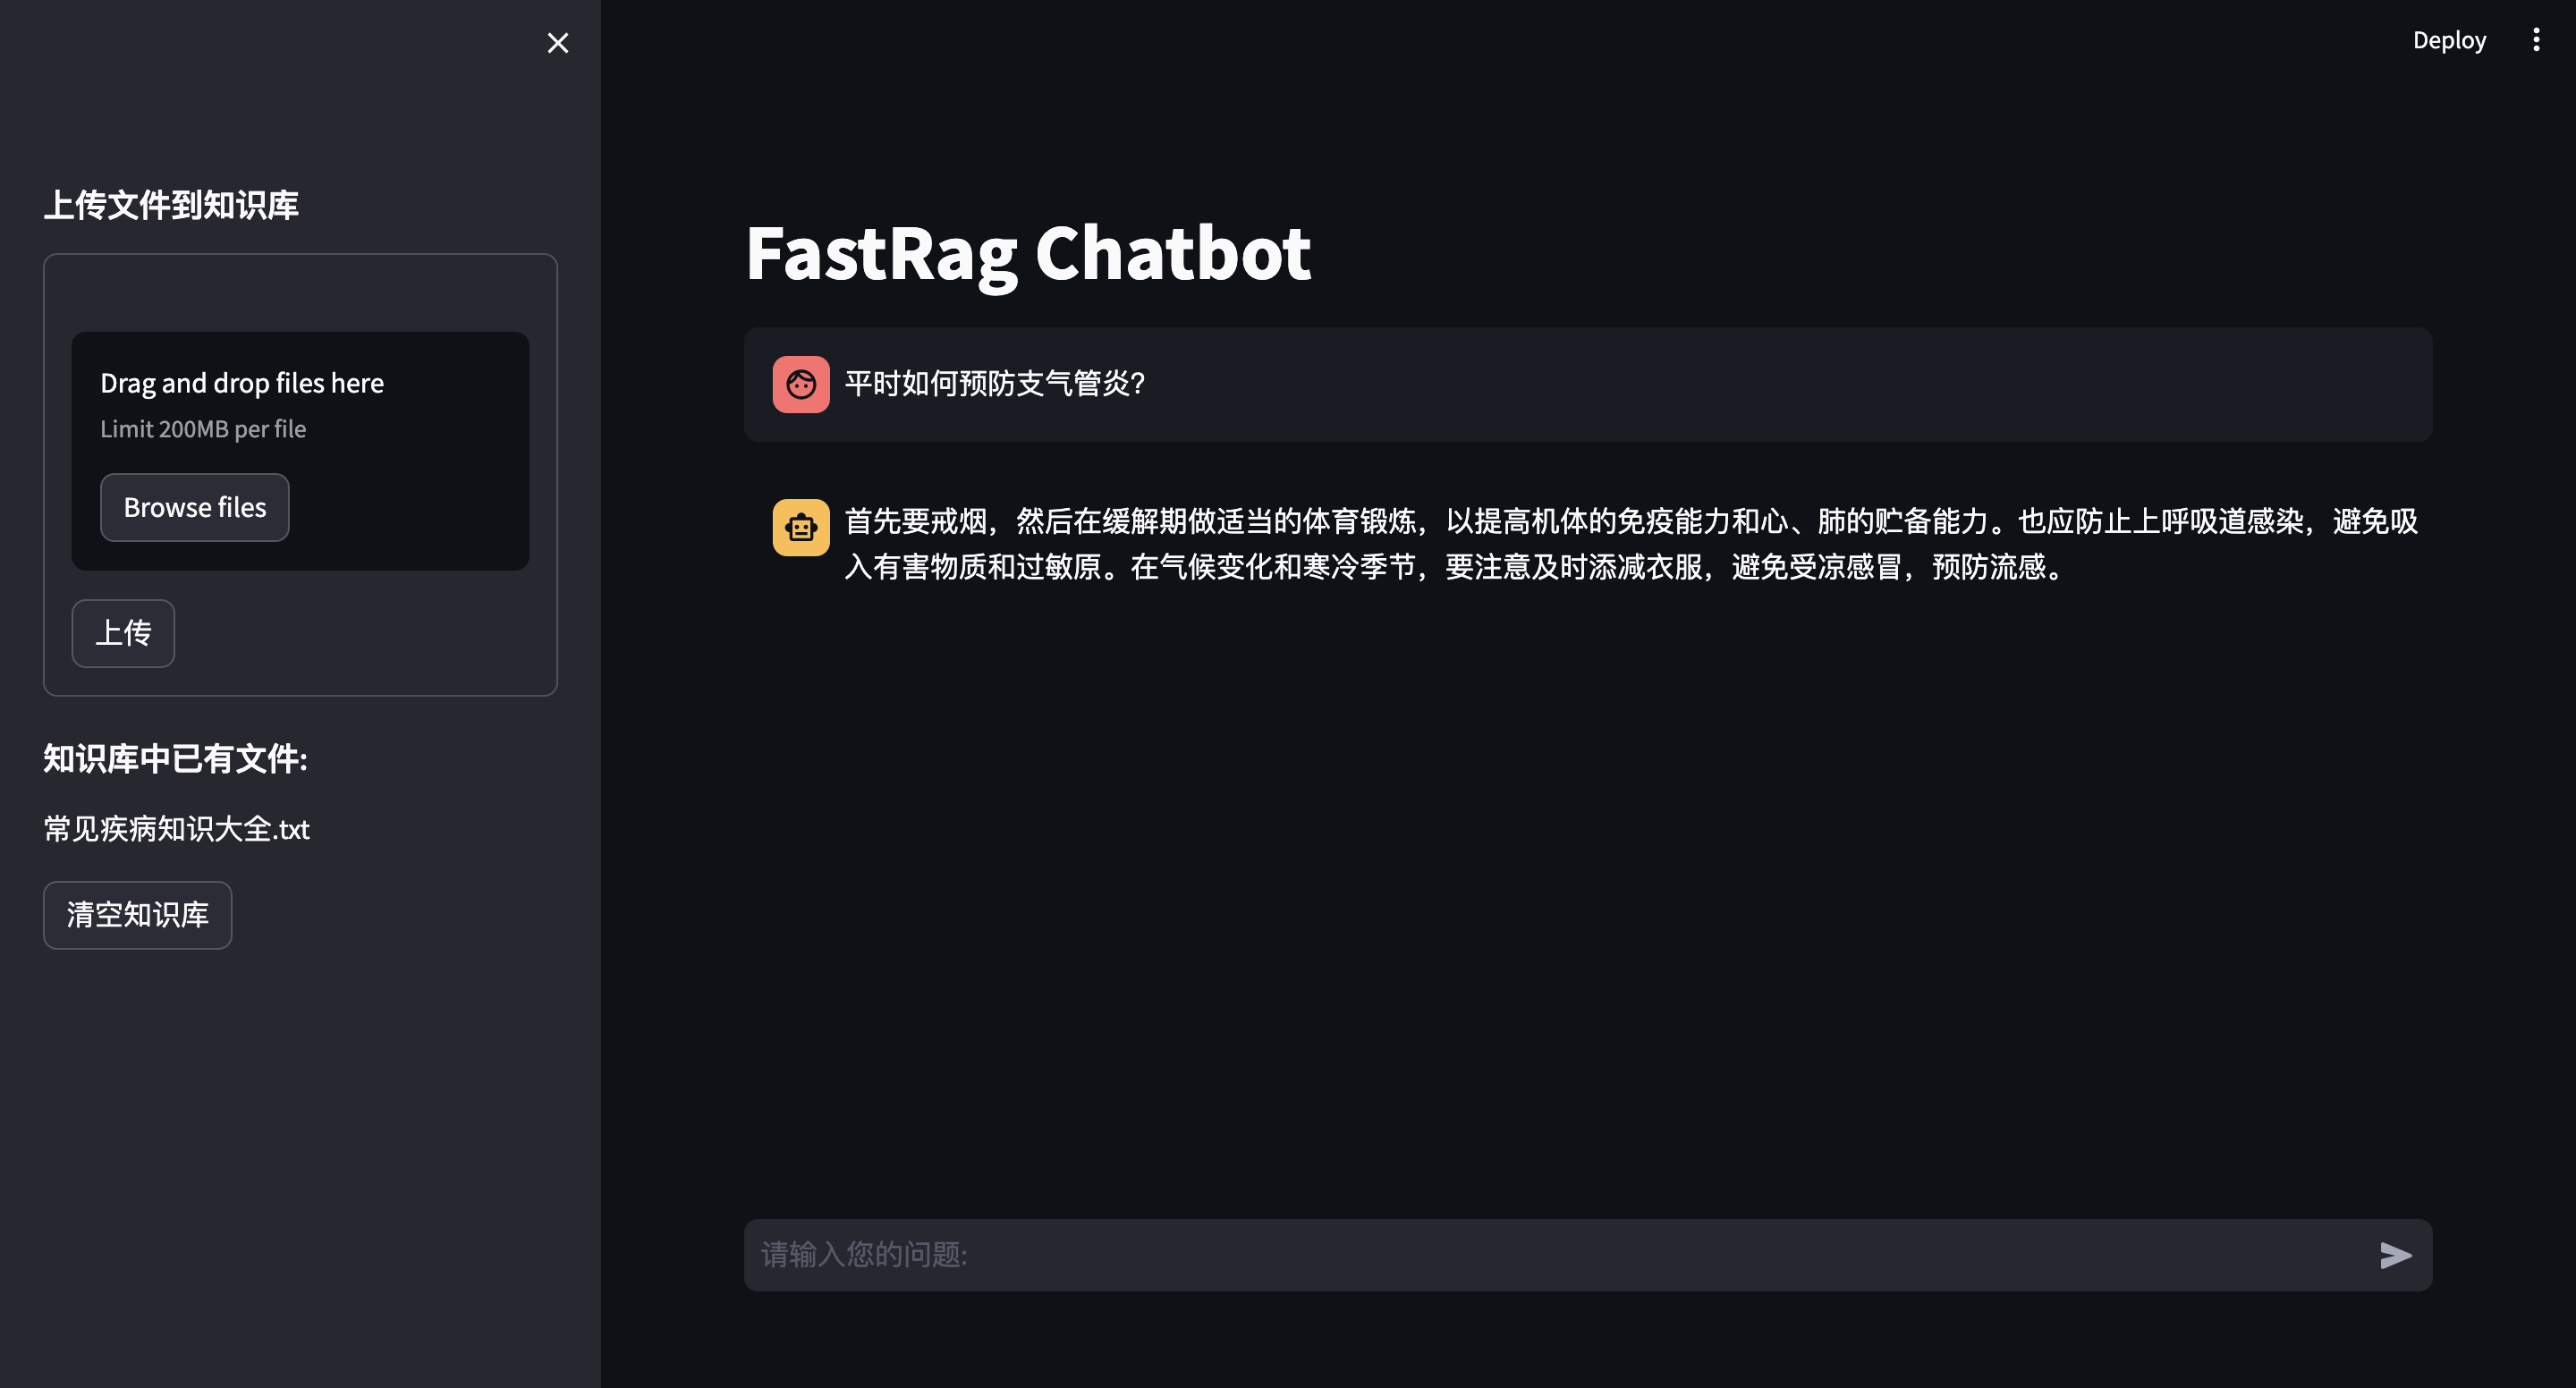 Deploy
上传文件到知识库
Drag and drop files here
Limit 200MB per file
Browse files
上传
知识库中已有文件:
常见疾病知识大全.txt
清空知识库
FastRag Chatbot
平时如何预防支气管炎?
首先要戒烟，然后在缓解期做适当的体育锻炼，以提高机体的免疫能力和心、肺的贮备能力。也应防止上呼吸道感染，避免吸
入有害物质和过敏原。在气候变化和寒冷季节，要注意及时添减衣服，避免受凉感冒，预防流感。
请输入您的问题: